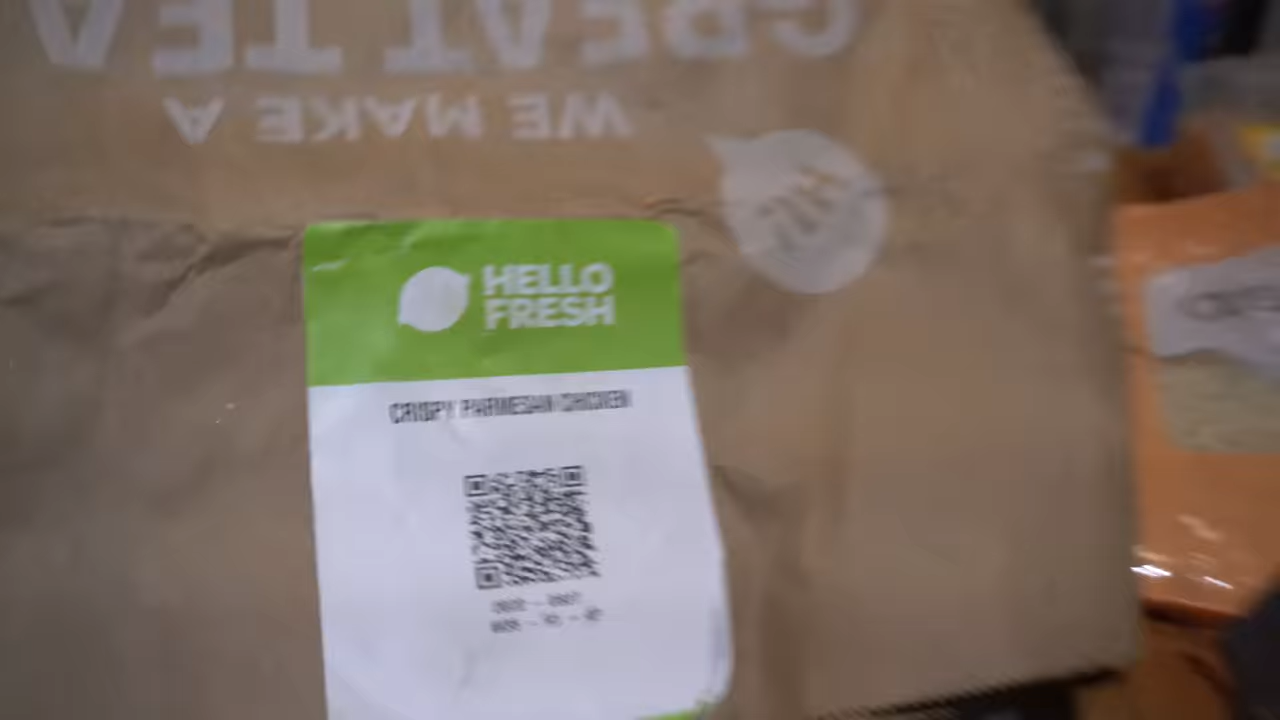 WE MAKE A
GREAT TEA
HELLO
FRESH
CRISPY PARMESAN CHICKEN